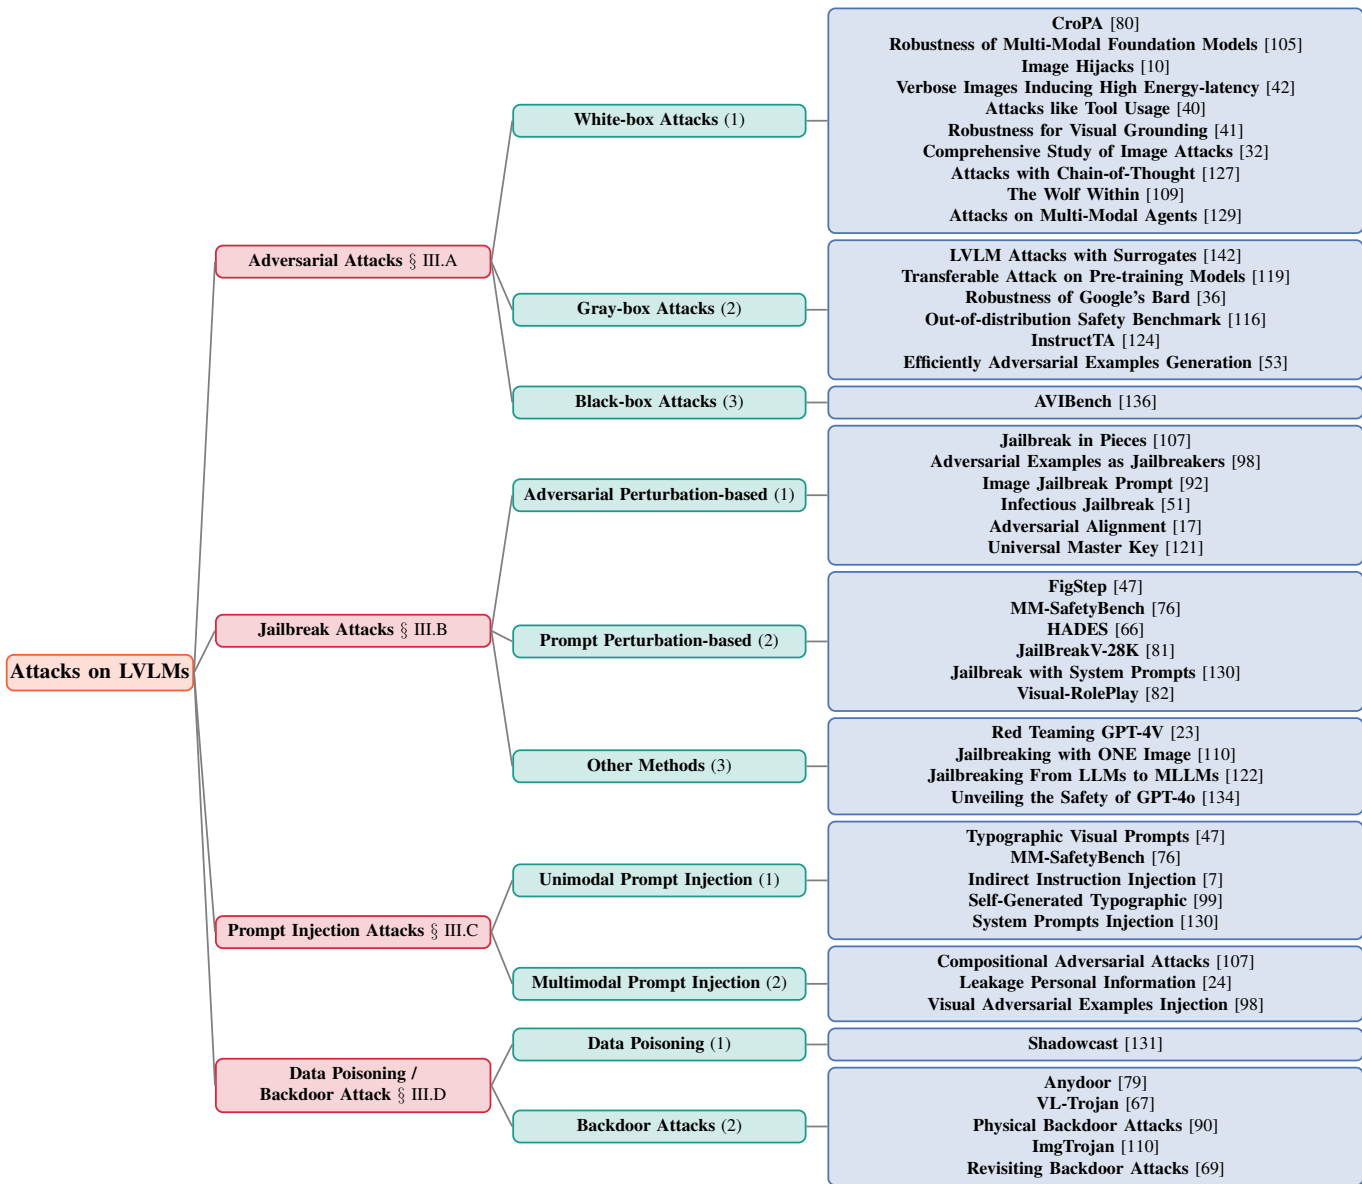 Attacks on LVLMs
Adversarial Attacks § III.A
White-box Attacks (1)
CroPA [80]
Robustness of Multi-Modal Foundation Models [105]
Image Hijacks [10]
Verbose Images Inducing High Energy-latency [42]
Attacks like Tool Usage [40]
Robustness for Visual Grounding [41]
Comprehensive Study of Image Attacks [32]
Attacks with Chain-of-Thought [127]
The Wolf Within [109]
Attacks on Multi-Modal Agents [129]
Gray-box Attacks (2)
LVLM Attacks with Surrogates [142]
Transferable Attack on Pre-training Models [119]
Robustness of Google's Bard [36]
Out-of-distribution Safety Benchmark [116]
InstructTA [124]
Efficiently Adversarial Examples Generation [53]
Black-box Attacks (3)
AVIBench [136]
Jailbreak Attacks § III.B
Adversarial Perturbation-based (1)
Jailbreak in Pieces [107]
Adversarial Examples as Jailbreakers [98]
Image Jailbreak Prompt [92]
Infectious Jailbreak [51]
Adversarial Alignment [17]
Universal Master Key [121]
Prompt Perturbation-based (2)
FigStep [47]
MM-SafetyBench [76]
HADES [66]
JailBreakV-28K [81]
Jailbreak with System Prompts [130]
Visual-RolePlay [82]
Other Methods (3)
Red Teaming GPT-4V [23]
Jailbreaking with ONE Image [110]
Jailbreaking From LLMs to MLLMs [122]
Unveiling the Safety of GPT-4o [134]
Prompt Injection Attacks § III.C
Unimodal Prompt Injection (1)
Typographic Visual Prompts [47]
MM-SafetyBench [76]
Indirect Instruction Injection [7]
Self-Generated Typographic [99]
System Prompts Injection [130]
Multimodal Prompt Injection (2)
Compositional Adversarial Attacks [107]
Leakage Personal Information [24]
Visual Adversarial Examples Injection [98]
Data Poisoning /
Backdoor Attack § III.D
Data Poisoning (1)
Shadowcast [131]
Backdoor Attacks (2)
Anydoor [79]
VL-Trojan [67]
Physical Backdoor Attacks [90]
ImgTrojan [110]
Revisiting Backdoor Attacks [69]